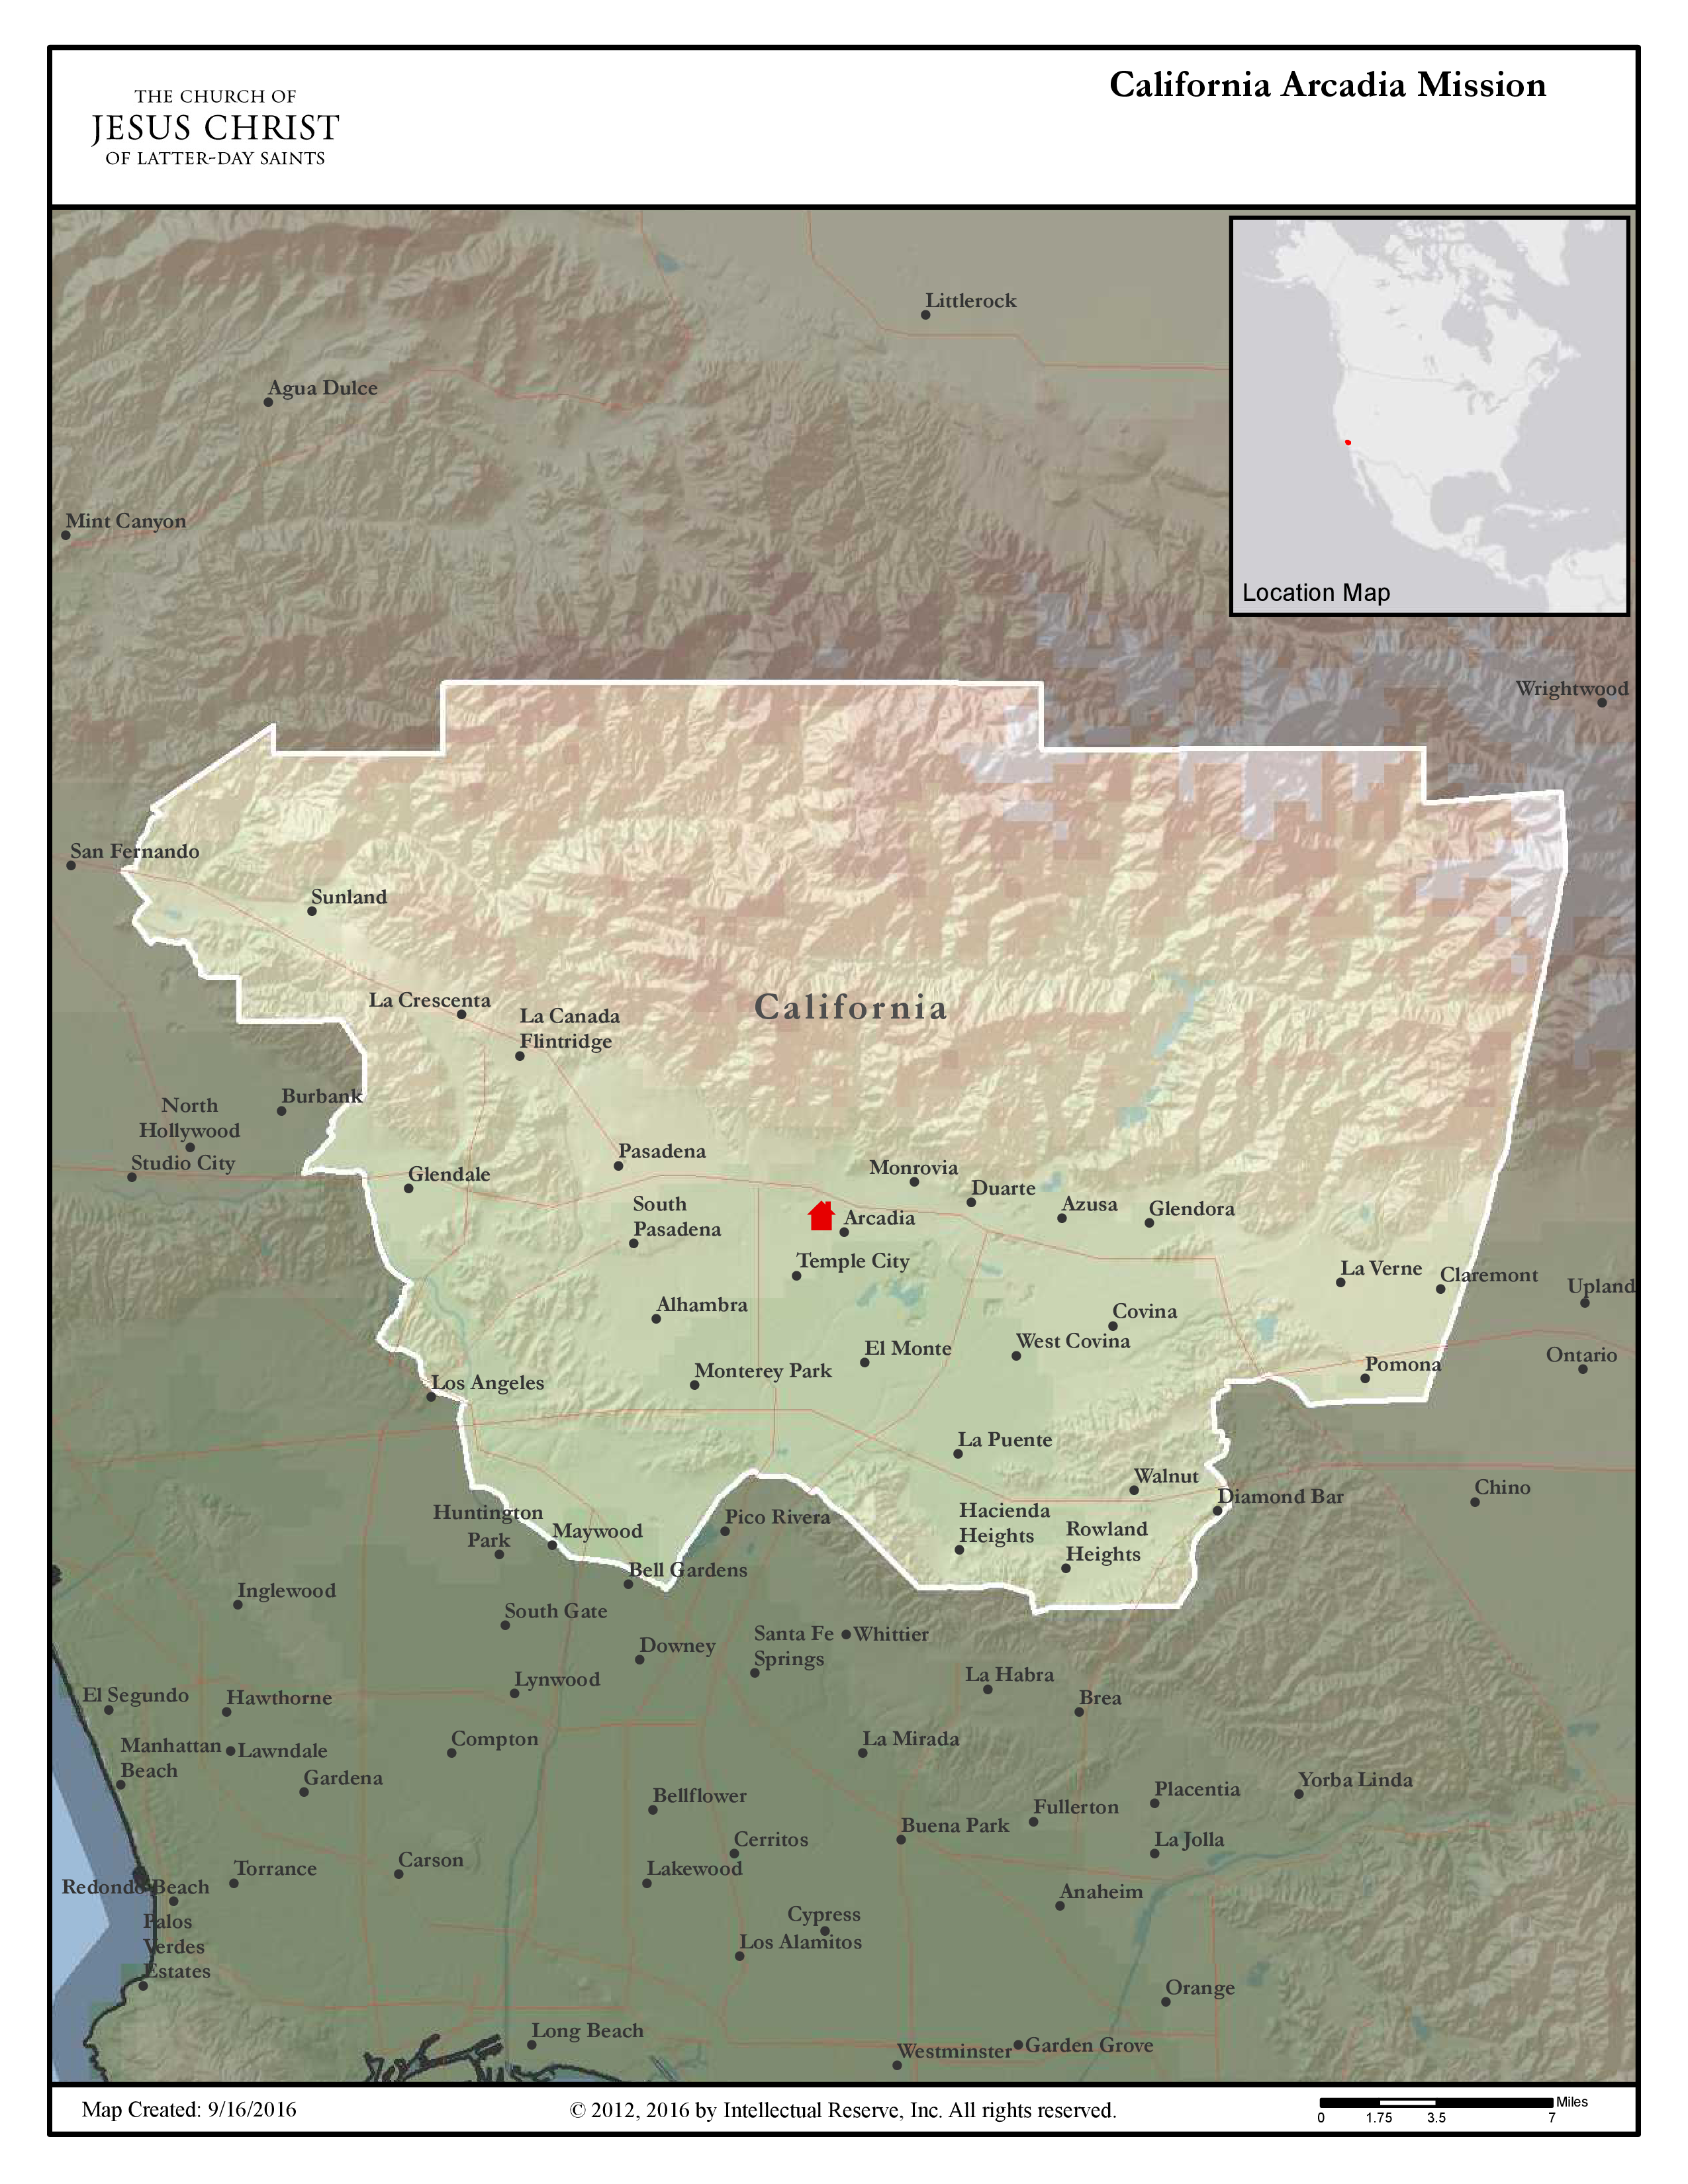 California Arcadia Mission
THE CHURCH OF
JESUS CHRIST
OF LATTER-DAY SAINTS
Littlerock
Agua Dulce
Mint Canyon
Location Map
Wrightwood
San Fernando
Sunland
La Crescenta
California
La Canada
Flintridge
Burbank
North
Hollywood
Studio City
Pasadena
Glendale
Monrovia
Duarte
South
Pasadena
Azusa
Glendora
Arcadia
Temple City
La Verne
Claremont
Upland
Alhambra
Covina
West Covina
El Monte
Ontario
Pomona
Monterey Park
Los Angeles
La Puente
Walnut
Chino
Diamond Bar
Huntington
Park
Hacienda
Heights
Pico Rivera
Maywood
Rowland
Heights
Bell Gardens
Inglewood
South Gate
Santa Fe
Springs
Whittier
Downey
La Habra
Lynwood
El Segundo
Hawthorne
Brea
Compton
La Mirada
Manhattan
Beach
Lawndale
Gardena
Yorba Linda
Placentia
Bellflower
Fullerton
Buena Park
Cerritos
La Jolla
Carson
Torrance
Lakewood
Redondo Beach
Anaheim
Cypress
Palos
Verdes
Estates
Los Alamitos
Orange
Long Beach
Garden Grove
Westminster
Map Created: 9/16/2016
© 2012, 2016 by Intellectual Reserve, Inc. All rights reserved.
Miles
0 1.75 3.5 7